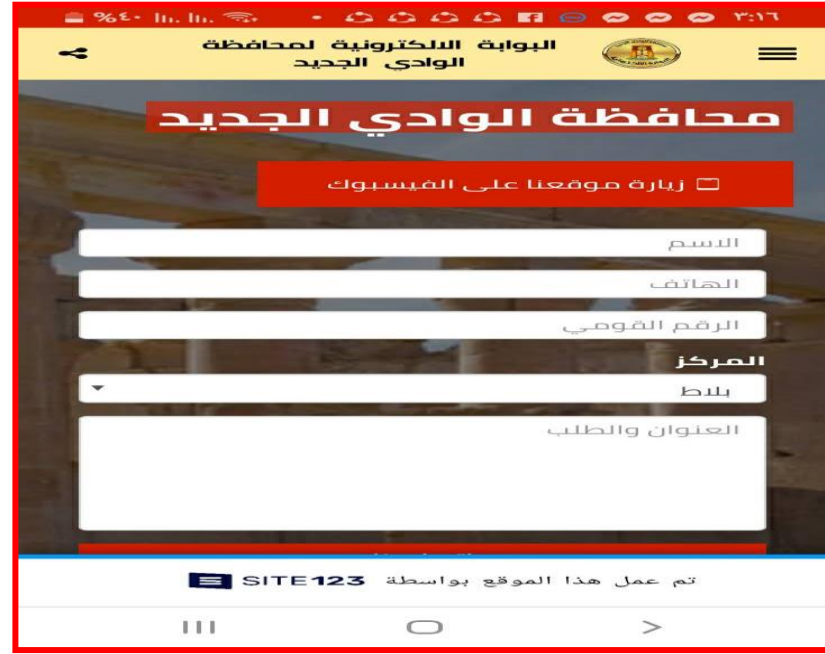 %٤٠ ٣:١٦
البوابة الالكترونية لمحافظة
الوادي الجديد
محافظة الوادي الجديد
زيارة موقعنا على الفيسبوك
الاسم
الهاتف
الرقم القومي
المركز
بلاط
العنوان والطلب
تم عمل هذا الموقع بواسطة SITE123